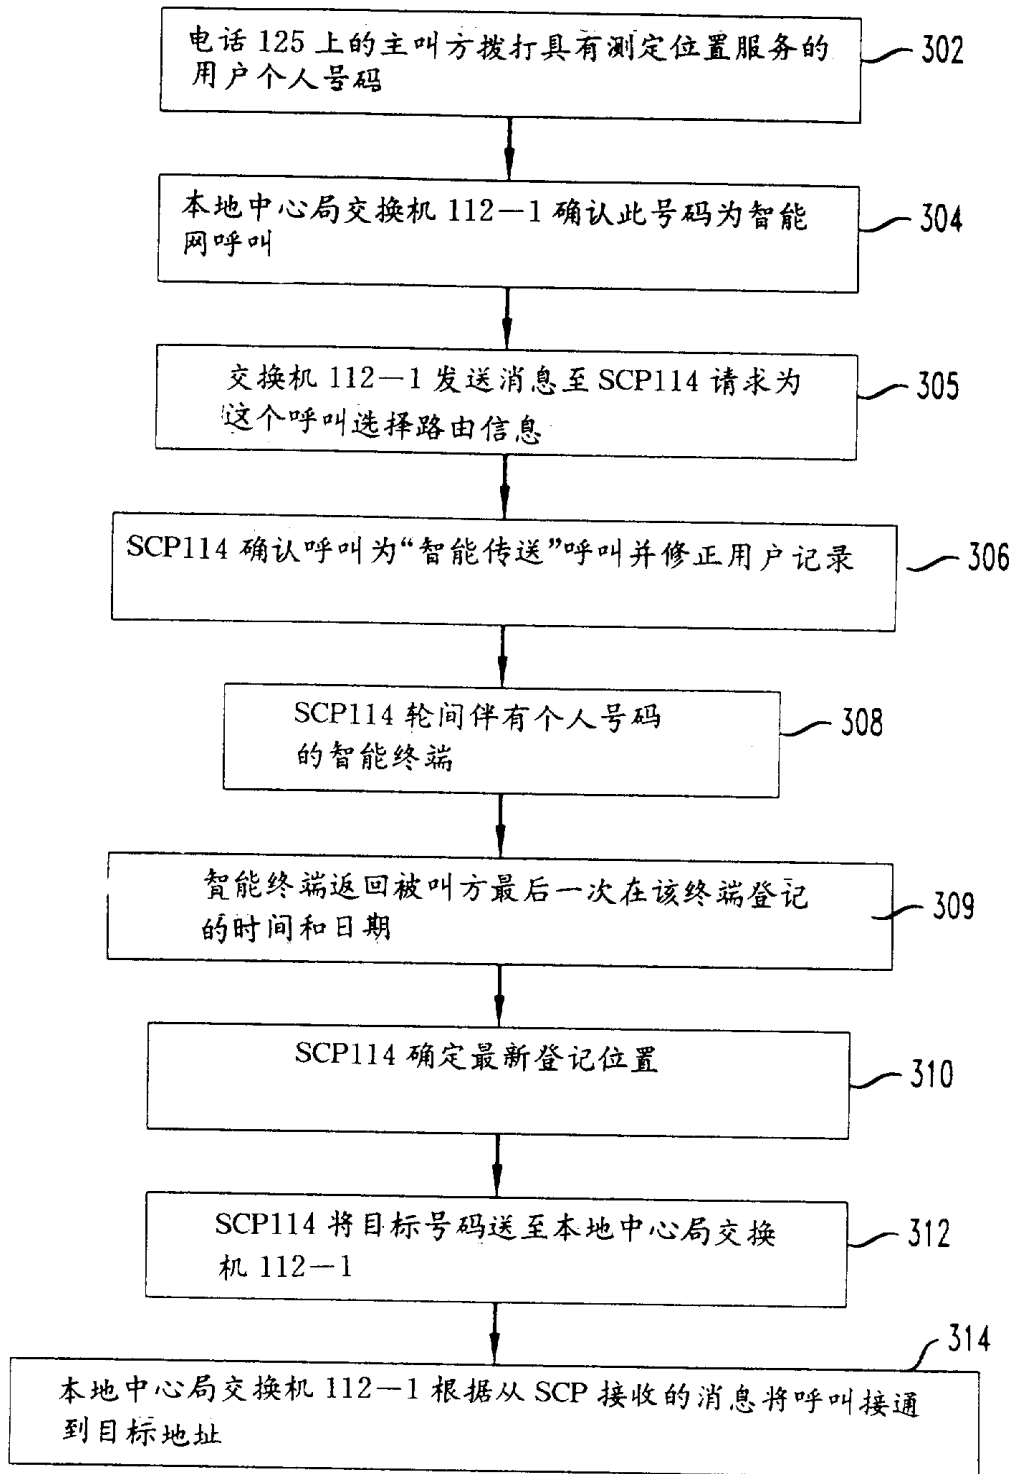 电话 125 上的主叫方拨打具有测定位置服务的
用户个人号码
302
本地中心局交换机 112-1 确认此号码为智能
网呼叫
304
交换机 112-1 发送消息至 SCP114 请求为
这个呼叫选择路由信息
305
SCP114 确认呼叫为“智能传送”呼叫并修正用户记录
306
SCP114 轮间伴有个人号码
的智能终端
308
智能终端返回被叫方最后一次在该终端登记
的时间和日期
309
SCP114 确定最新登记位置
310
SCP114 将目标号码送至本地中心局交换
机 112-1
312
314
本地中心局交换机 112-1 根据从 SCP 接收的消息将呼叫接通
到目标地址